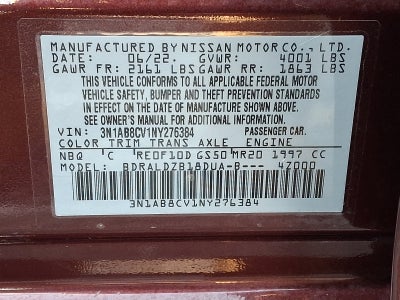 MANUFACTURED BY NISSAN MOTOR CO., LTD.
DATE: 06/22. GVWR: 4001 LBS
GAWR FR: 2161 LBS GAWR RR: 1863 LBS
THIS VEHICLE CONFORMS TO ALL APPLICABLE FEDERAL MOTOR
VEHICLE SAFETY, BUMPER AND THEFT PREVENTION STANDARDS
IN EFFECT ON THE DATE OF MANUFACTURE SHOWN ABOVE.
SEE OWNER'S MANUAL FOR ADDITIONAL INFORMATION
VIN: 3N1AB8CV1NY276384 PASSENGER CAR.
COLOR TRIM TRANS AXLE ENGINE
NBQ C RE0F10D GS50 MR20 1997 CC
MODEL: BDRALDZB18DUA-B--- 4Z000
3N1AB8CV1NY276384